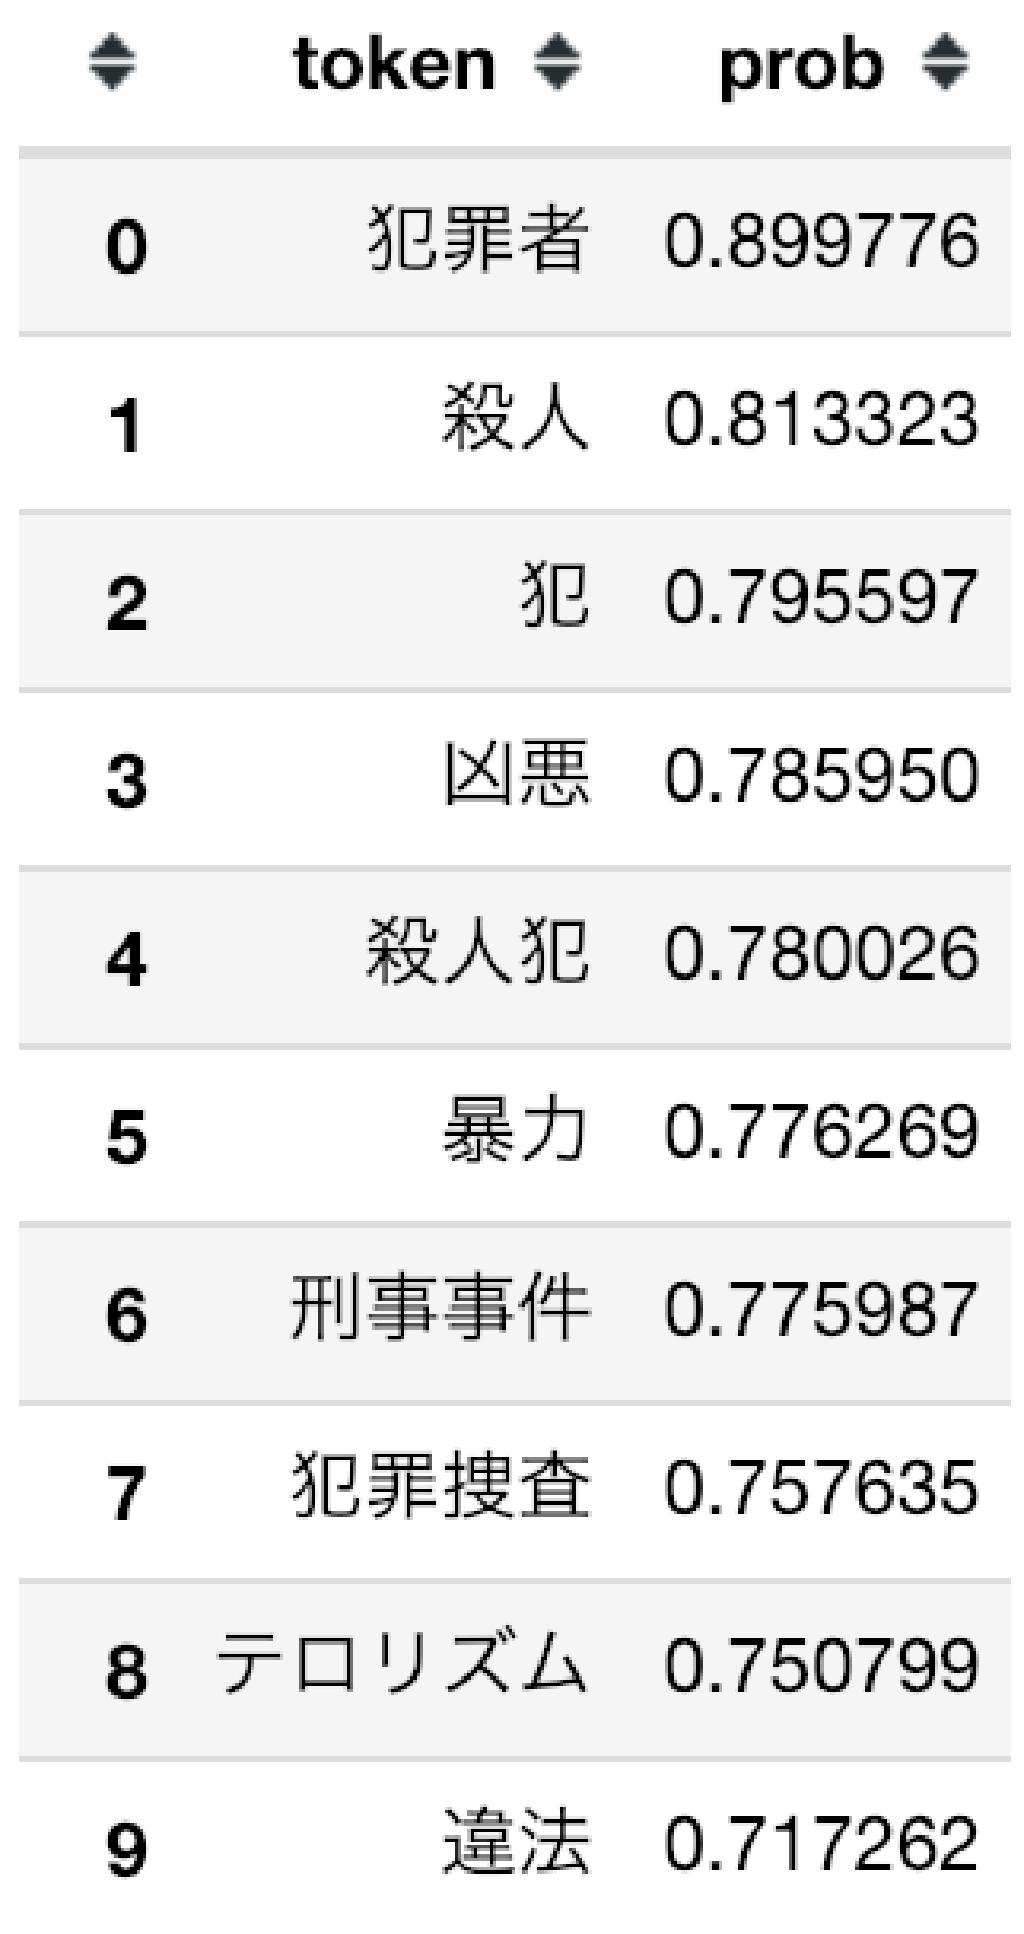 token prob
0 犯罪者 0.899776
1 殺人 0.813323
2 犯 0.795597
3 凶悪 0.785950
4 殺人犯 0.780026
5 暴力 0.776269
6 刑事事件 0.775987
7 犯罪捜査 0.757635
8 テロリズム 0.750799
9 違法 0.717262